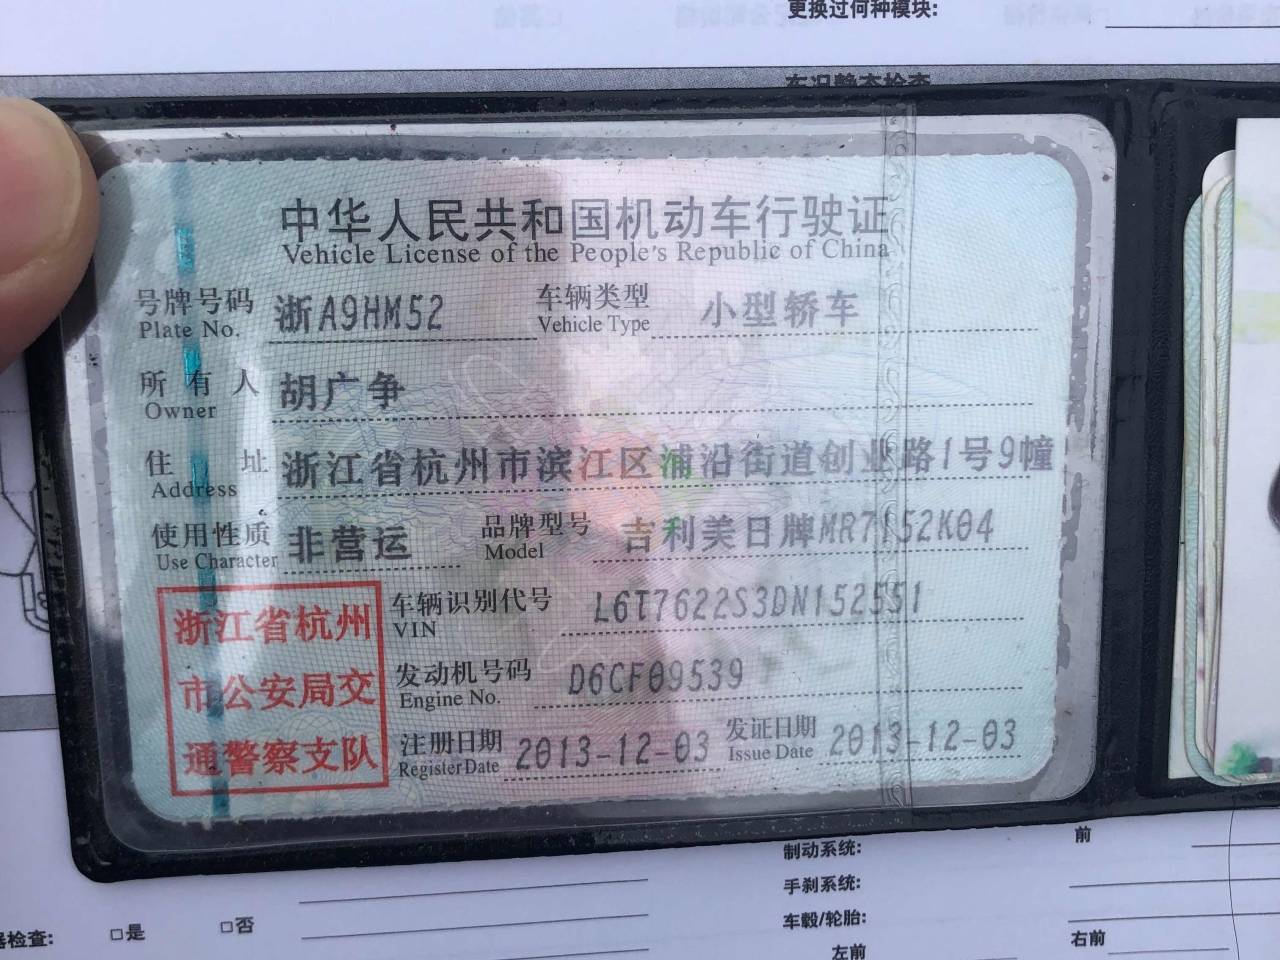 更换过何种模块:
车况静态检查
中华人民共和国机动车行驶证
Vehicle License of the People's Republic of China
号牌号码 浙A9HM52 车辆类型 小型轿车
Plate No. Vehicle Type
所有人 胡广争
Owner
住址 浙江省杭州市滨江区浦沿街道创业路1号9幢
Address
使用性质 非营运 品牌型号 吉利美日牌MR7152K04
Use Character Model
浙江省杭州
市公安局交
通警察支队
车辆识别代号 L6T7622S3DN152551
VIN
发动机号码 D6CF09539
Engine No.
注册日期 2013-12-03 发证日期 2013-12-03
Register Date Issue Date
制动系统: 前
手刹系统:
车毂/轮胎:
左前 右前
器检查: □是 □否